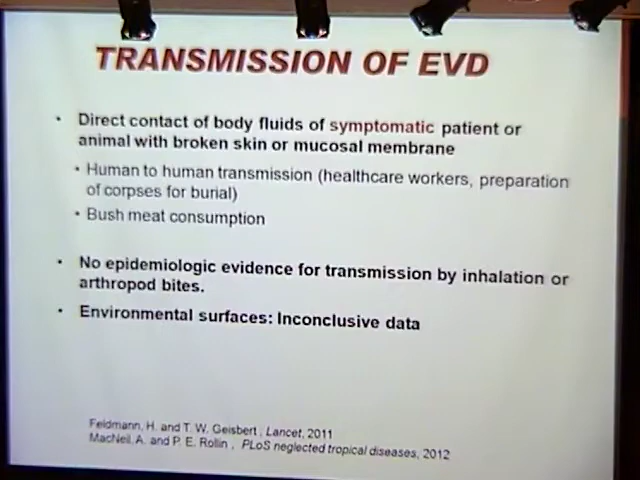 TRANSMISSION OF EVD
• Direct contact of body fluids of symptomatic patient or
animal with broken skin or mucosal membrane
• Human to human transmission (healthcare workers, preparation
of corpses for burial)
• Bush meat consumption
• No epidemiologic evidence for transmission by inhalation or
arthropod bites.
• Environmental surfaces: Inconclusive data
Feldmann, H. and T. W. Geisbert , Lancet, 2011
MacNeil, A. and P. E. Rollin , PLoS neglected tropical diseases, 2012